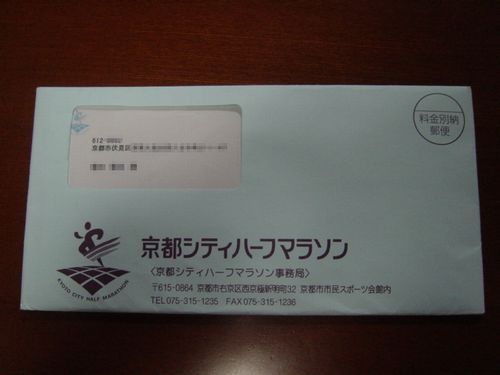 料金別納
郵便
612-
京都市伏見区
京都シティハーフマラソン
〈京都シティハーフマラソン事務局〉
〒615-0864 京都市右京区西京極新明町32 京都市市民スポーツ会館内
TEL075-315-1235 FAX075-315-1236
KYOTO CITY HALF MARATHON